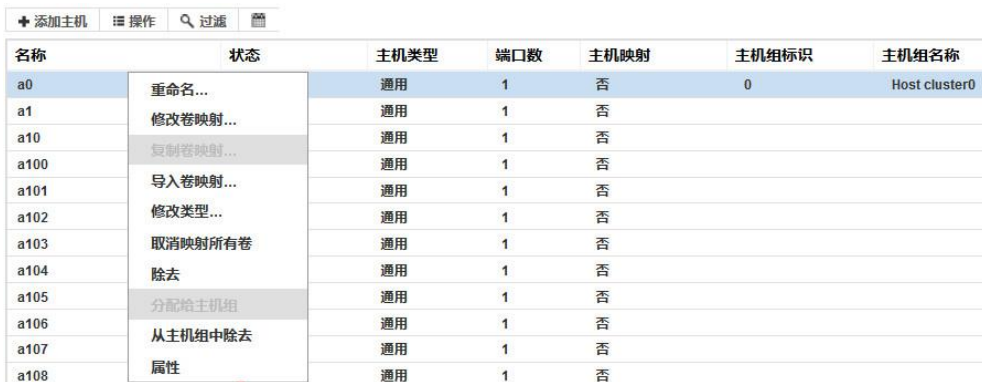 添加主机 操作 过滤
名称 状态 主机类型 端口数 主机映射 主机组标识 主机组名称
a0 通用 1 否 0 Host cluster0
a1 通用 1 否
a10 通用 1 否
a100 通用 1 否
a101 通用 1 否
a102 通用 1 否
a103 通用 1 否
a104 通用 1 否
a105 通用 1 否
a106 通用 1 否
a107 通用 1 否
a108 通用 1 否
重命名...
修改卷映射...
复制卷映射...
导入卷映射...
修改类型...
取消映射所有卷
除去
分配给主机组
从主机组中除去
属性